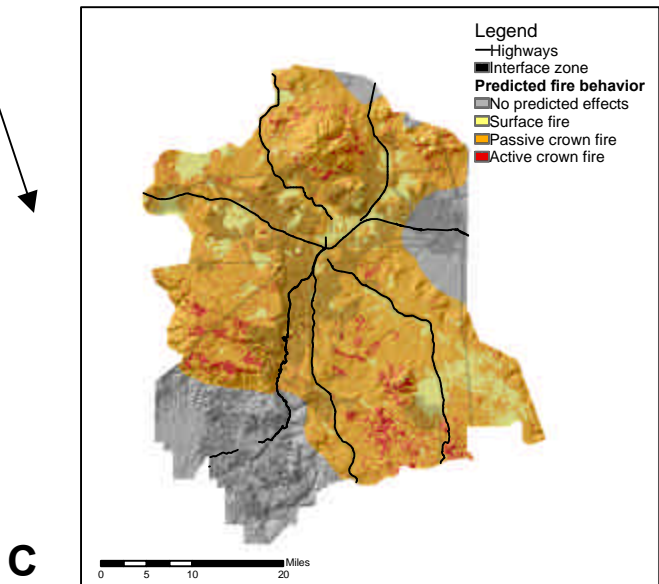 Legend
Highways
Interface zone
Predicted fire behavior
No predicted effects
Surface fire
Passive crown fire
Active crown fire
C
Miles
0 5 10 20